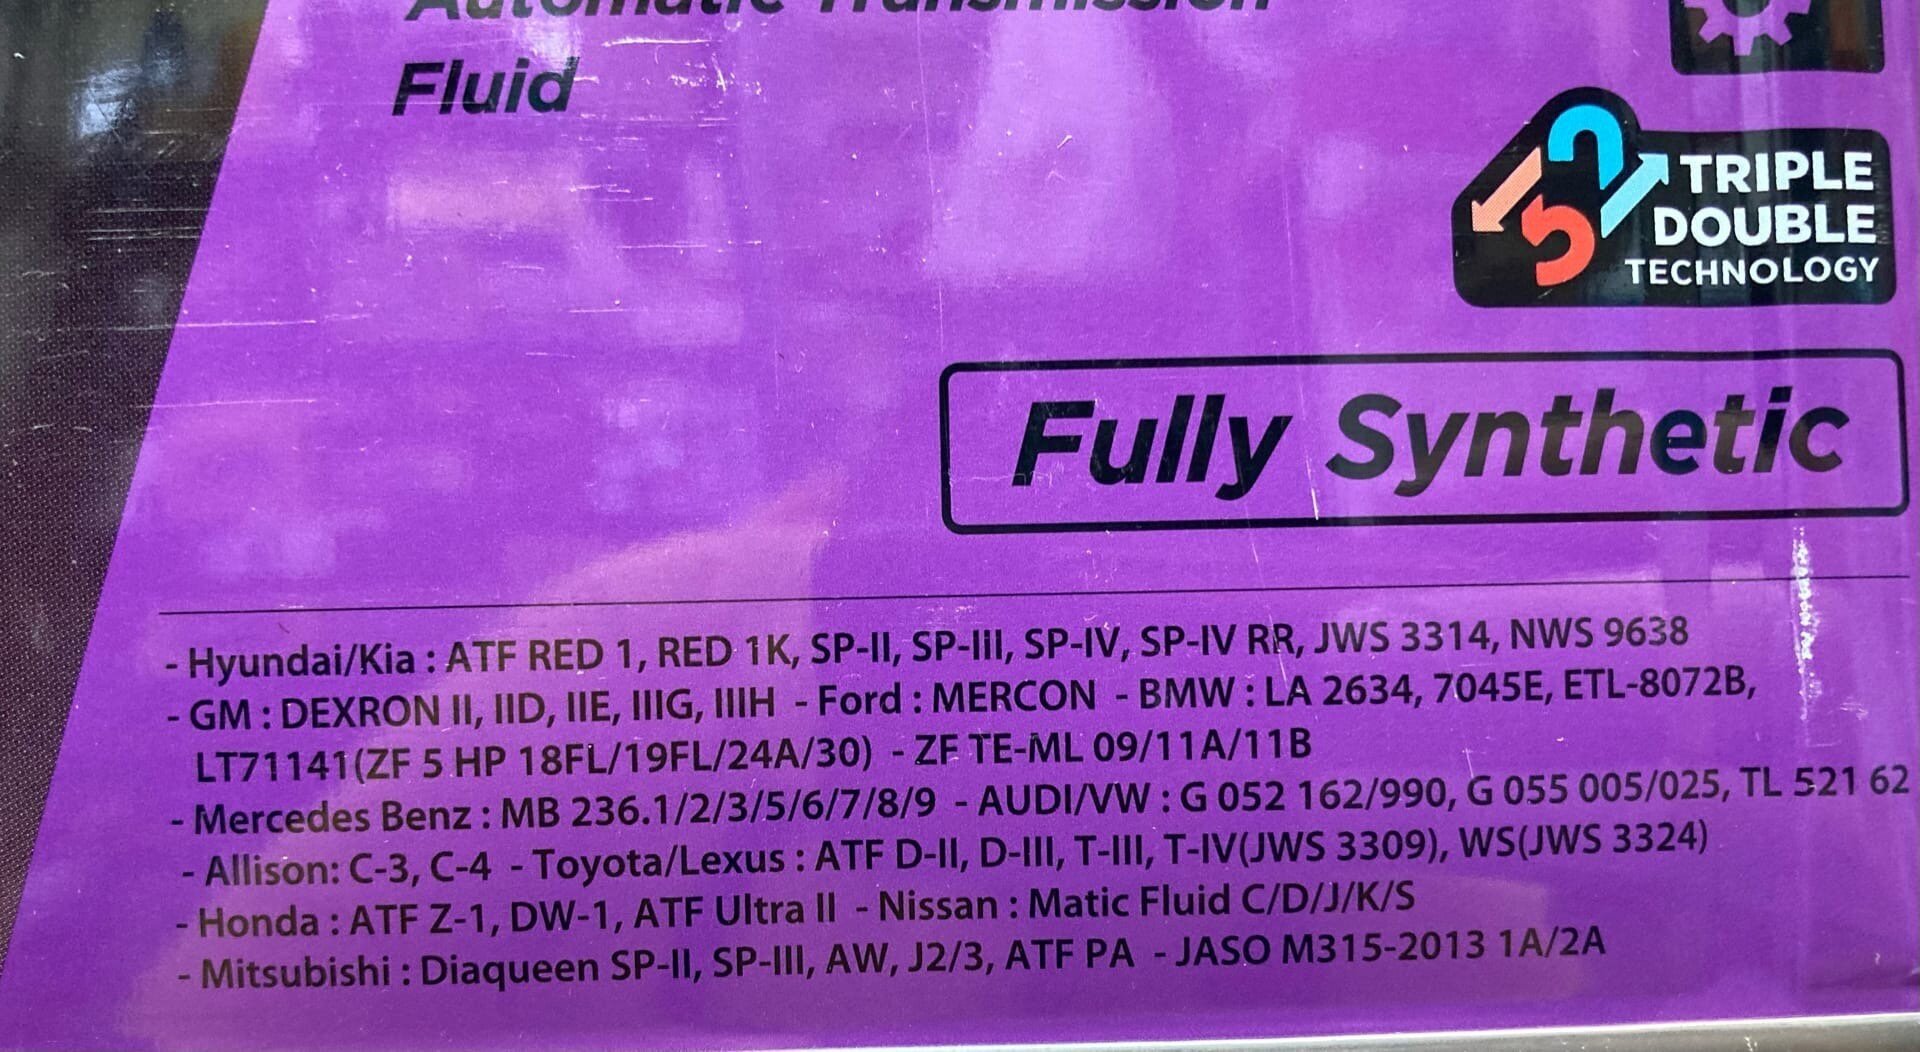 Automatic Transmission
Fluid
TRIPLE
DOUBLE
TECHNOLOGY
Fully Synthetic
- Hyundai/Kia : ATF RED 1, RED 1K, SP-II, SP-III, SP-IV, SP-IV RR, JWS 3314, NWS 9638
- GM : DEXRON II, IID, IIE, IIIG, IIIH - Ford : MERCON - BMW : LA 2634, 7045E, ETL-8072B,
LT71141(ZF 5 HP 18FL/19FL/24A/30) - ZF TE-ML 09/11A/11B
- Mercedes Benz : MB 236.1/2/3/5/6/7/8/9 - AUDI/VW : G 052 162/990, G 055 005/025, TL 521 62
- Allison: C-3, C-4 - Toyota/Lexus : ATF D-II, D-III, T-III, T-IV(JWS 3309), WS(JWS 3324)
- Honda : ATF Z-1, DW-1, ATF Ultra II - Nissan : Matic Fluid C/D/J/K/S
- Mitsubishi : Diaqueen SP-II, SP-III, AW, J2/3, ATF PA - JASO M315-2013 1A/2A